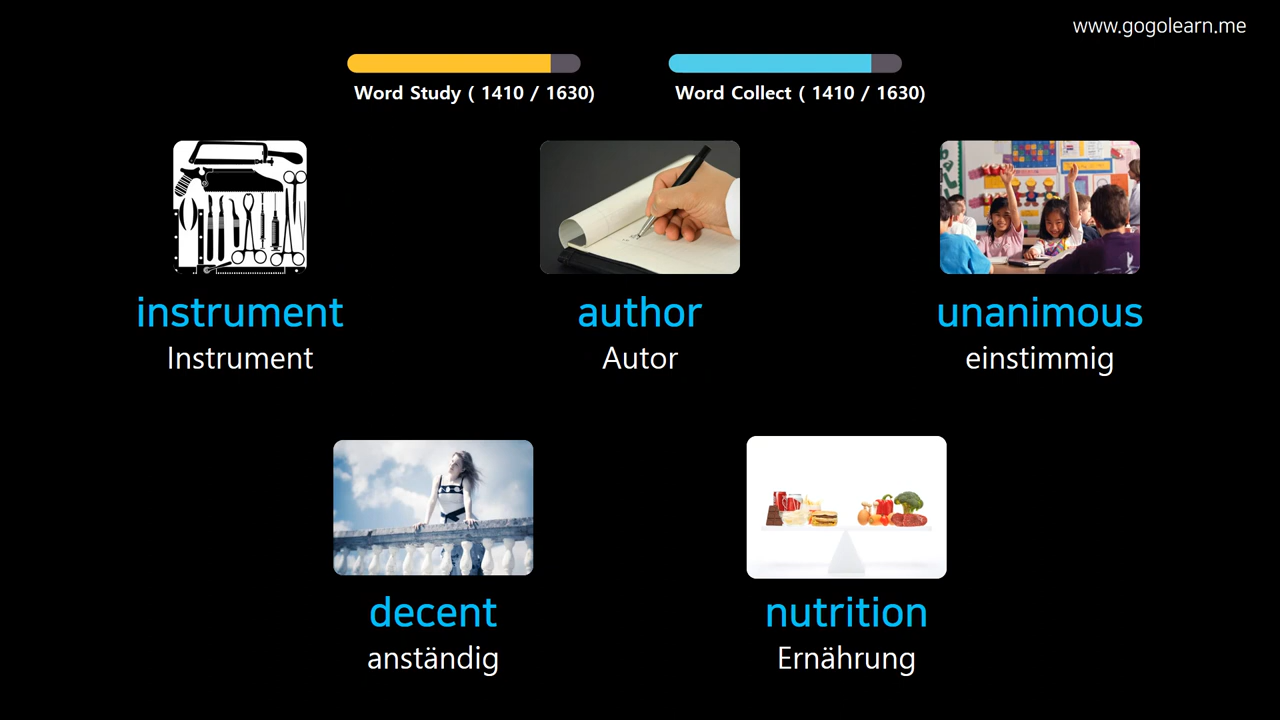 www.gogolearn.me
Word Study ( 1410 / 1630)
Word Collect ( 1410 / 1630)
instrument
Instrument
author
Autor
unanimous
einstimmig
decent
anständig
nutrition
Ernährung